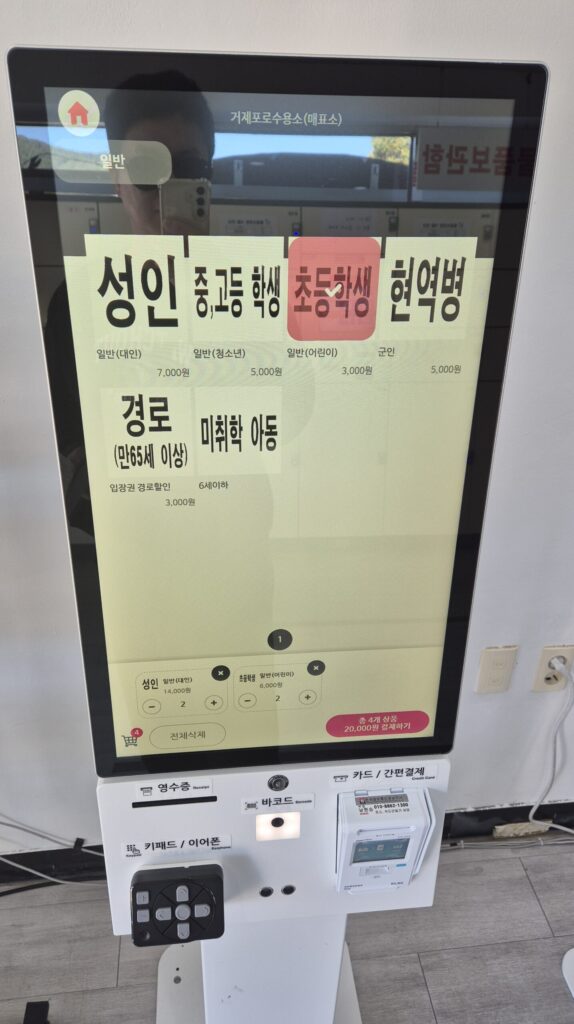 거제포로수용소(매표소)
일반
물품보관함
성인
중,고등 학생
초등학생
현역병
일반(대인)
일반(청소년)
일반(어린이)
군인
7,000원
5,000원
3,000원
5,000원
경로
(만65세 이상)
미취학 아동
입장권 경로할인
6세이하
3,000원
1
성인
일반(대인)
14,000원
2
초등학생
일반(어린이)
6,000원
2
4
전체삭제
총 4개 상품
20,000원 결제하기
영수증 Receipt
바코드 Barcode
카드 / 간편결제
Credit Card
키패드 / 이어폰
Keypad
Earphone